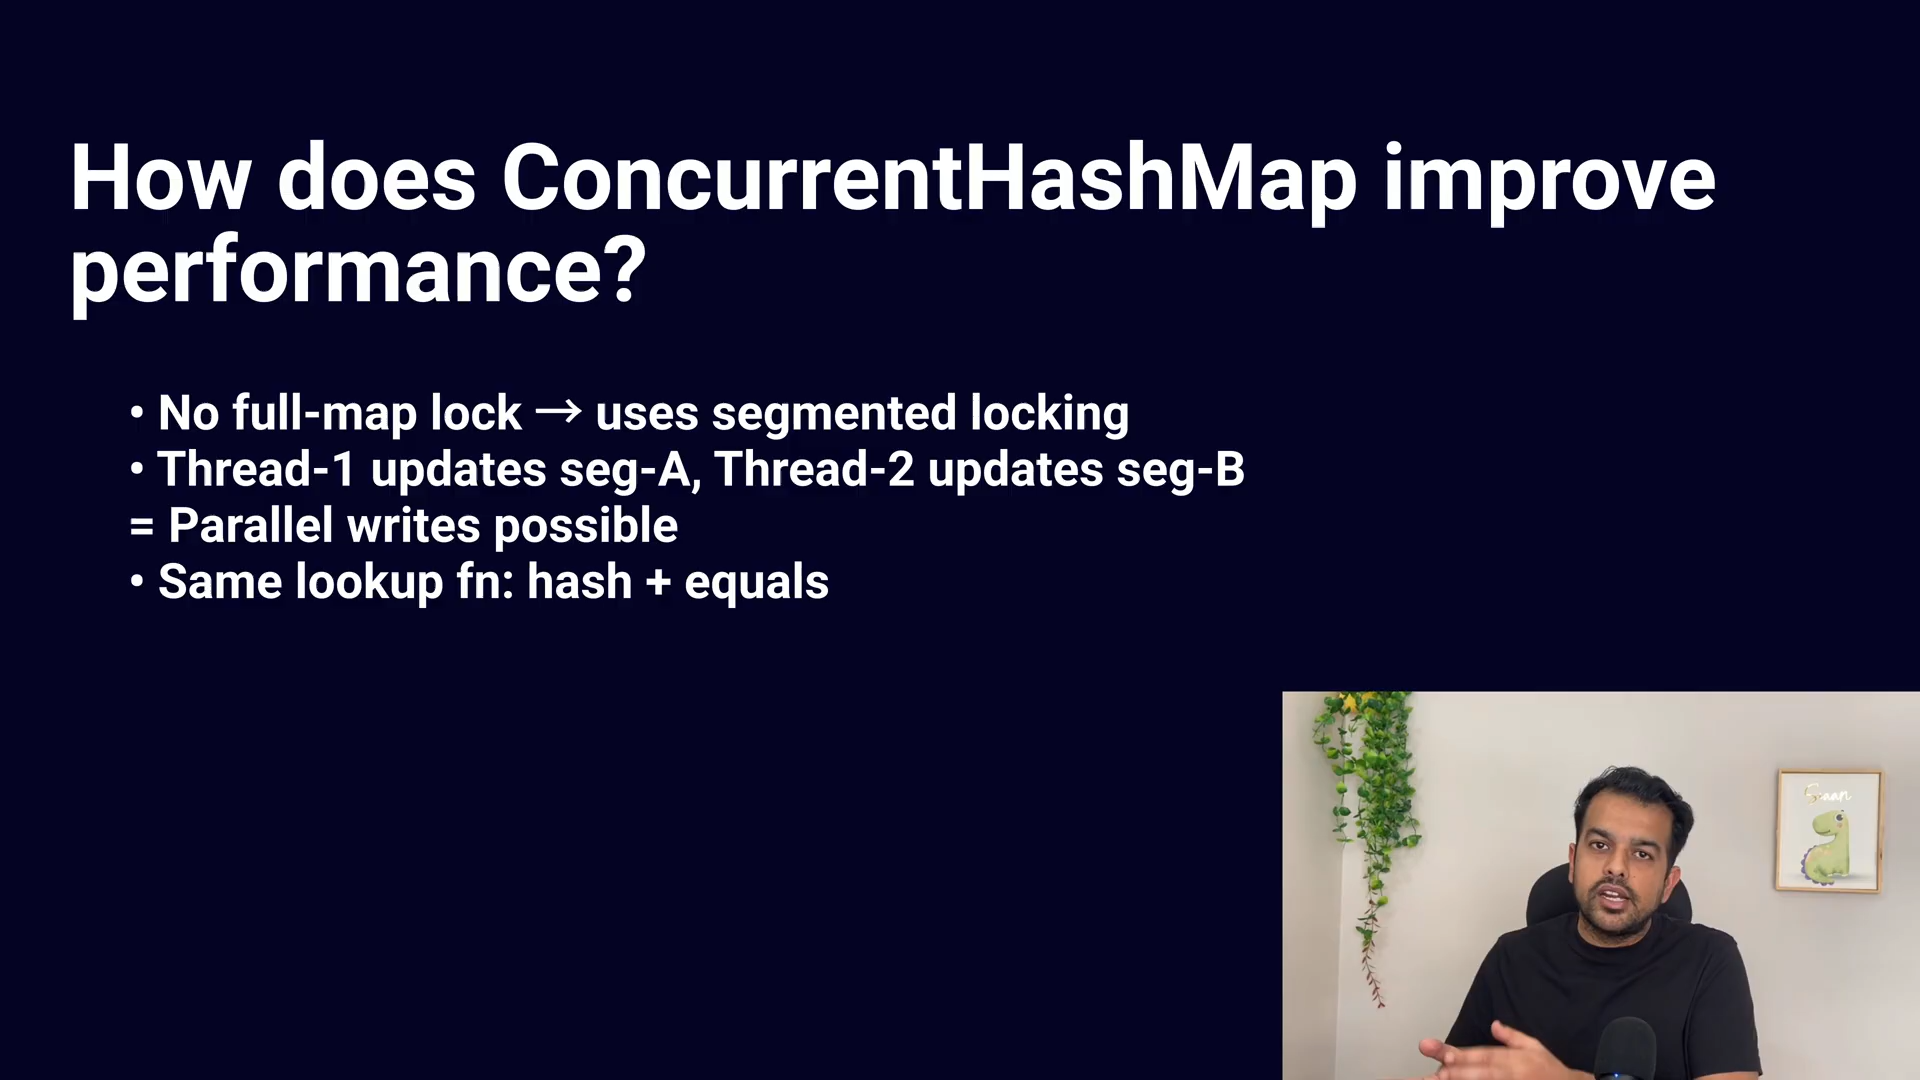 How does ConcurrentHashMap improve
performance?
• No full-map lock → uses segmented locking
• Thread-1 updates seg-A, Thread-2 updates seg-B
= Parallel writes possible
• Same lookup fn: hash + equals